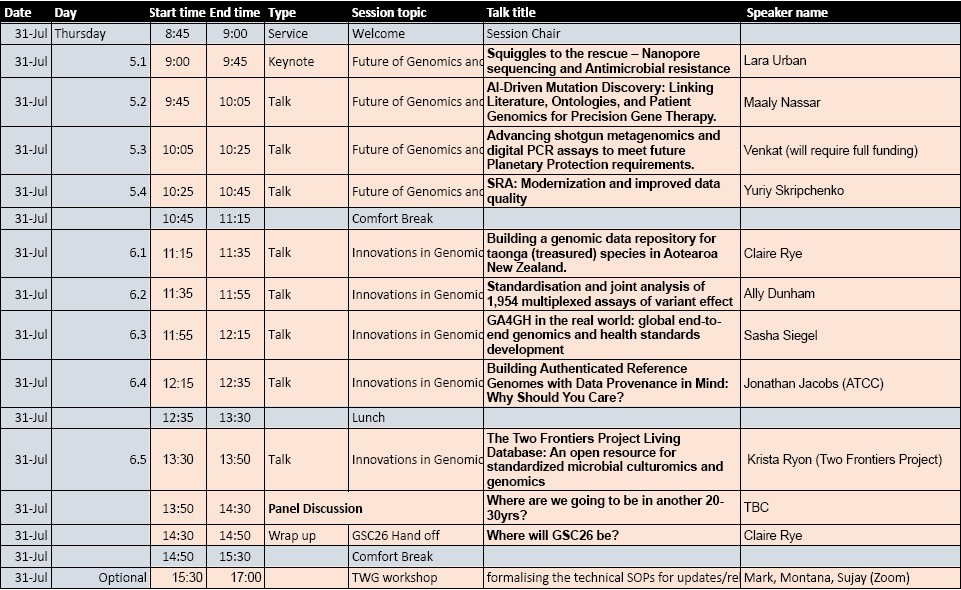 Date Day Start time End time Type Session topic Talk title Speaker name
31-Jul Thursday 8:45 9:00 Service Welcome Session Chair
31-Jul 5.1 9:00 9:45 Keynote Future of Genomics and Squiggles to the rescue – Nanopore
sequencing and Antimicrobial resistance Lara Urban
31-Jul 5.2 9:45 10:05 Talk Future of Genomics and AI-Driven Mutation Discovery: Linking
Literature, Ontologies, and Patient
Genomics for Precision Gene Therapy. Maaly Nassar
31-Jul 5.3 10:05 10:25 Talk Future of Genomics and Advancing shotgun metagenomics and
digital PCR assays to meet future
Planetary Protection requirements. Venkat (will require full funding)
31-Jul 5.4 10:25 10:45 Talk Future of Genomics and SRA: Modernization and improved data
quality Yuriy Skripchenko
31-Jul 10:45 11:15 Comfort Break
31-Jul 6.1 11:15 11:35 Talk Innovations in Genomic Building a genomic data repository for
taonga (treasured) species in Aotearoa
New Zealand. Claire Rye
31-Jul 6.2 11:35 11:55 Talk Innovations in Genomic Standardisation and joint analysis of
1,954 multiplexed assays of variant effect Ally Dunham
31-Jul 6.3 11:55 12:15 Talk Innovations in Genomic GA4GH in the real world: global end-to-
end genomics and health standards
development Sasha Siegel
31-Jul 6.4 12:15 12:35 Talk Innovations in Genomic Building Authenticated Reference
Genomes with Data Provenance in Mind:
Why Should You Care? Jonathan Jacobs (ATCC)
31-Jul 12:35 13:30 Lunch
31-Jul 6.5 13:30 13:50 Talk Innovations in Genomic The Two Frontiers Project Living
Database: An open resource for
standardized microbial culturomics and
genomics Krista Ryon (Two Frontiers Project)
31-Jul 13:50 14:30 Panel Discussion Where are we going to be in another 20-
30yrs? TBC
31-Jul 14:30 14:50 Wrap up GSC26 Hand off Where will GSC26 be? Claire Rye
31-Jul 14:50 15:30 Comfort Break
31-Jul Optional 15:30 17:00 TWG workshop formalising the technical SOPs for updates/rel Mark, Montana, Sujay (Zoom)